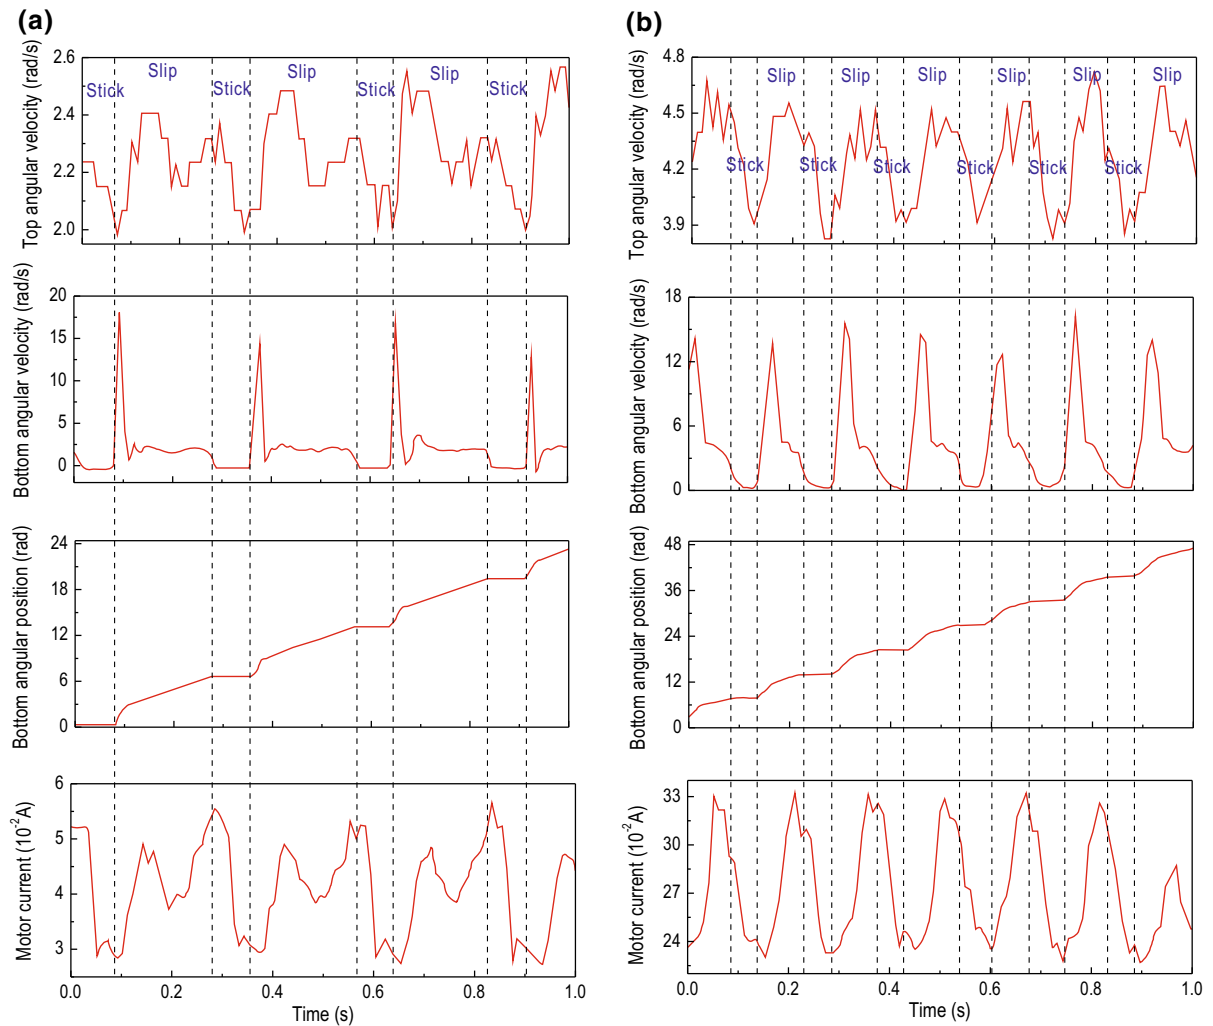 (a)
Top angular velocity (rad/s)
2.6
2.4
2.2
2.0
Stick
Slip
Stick
Slip
Stick
Slip
Stick
Bottom angular velocity (rad/s)
20
15
10
5
0
Bottom angular position (rad)
24
18
12
6
0
Motor current (10⁻²A)
6
5
4
3
0.0 0.2 0.4 0.6 0.8 1.0
Time (s)
(b)
Top angular velocity (rad/s)
4.8
4.5
4.2
3.9
Slip
Slip
Slip
Slip
Slip
Slip
Stick
Stick
Stick
Stick
Stick
Stick
Bottom angular velocity (rad/s)
18
12
6
0
Bottom angular position (rad)
48
36
24
12
0
Motor current (10⁻²A)
33
30
27
24
0.0 0.2 0.4 0.6 0.8 1.0
Time (s)